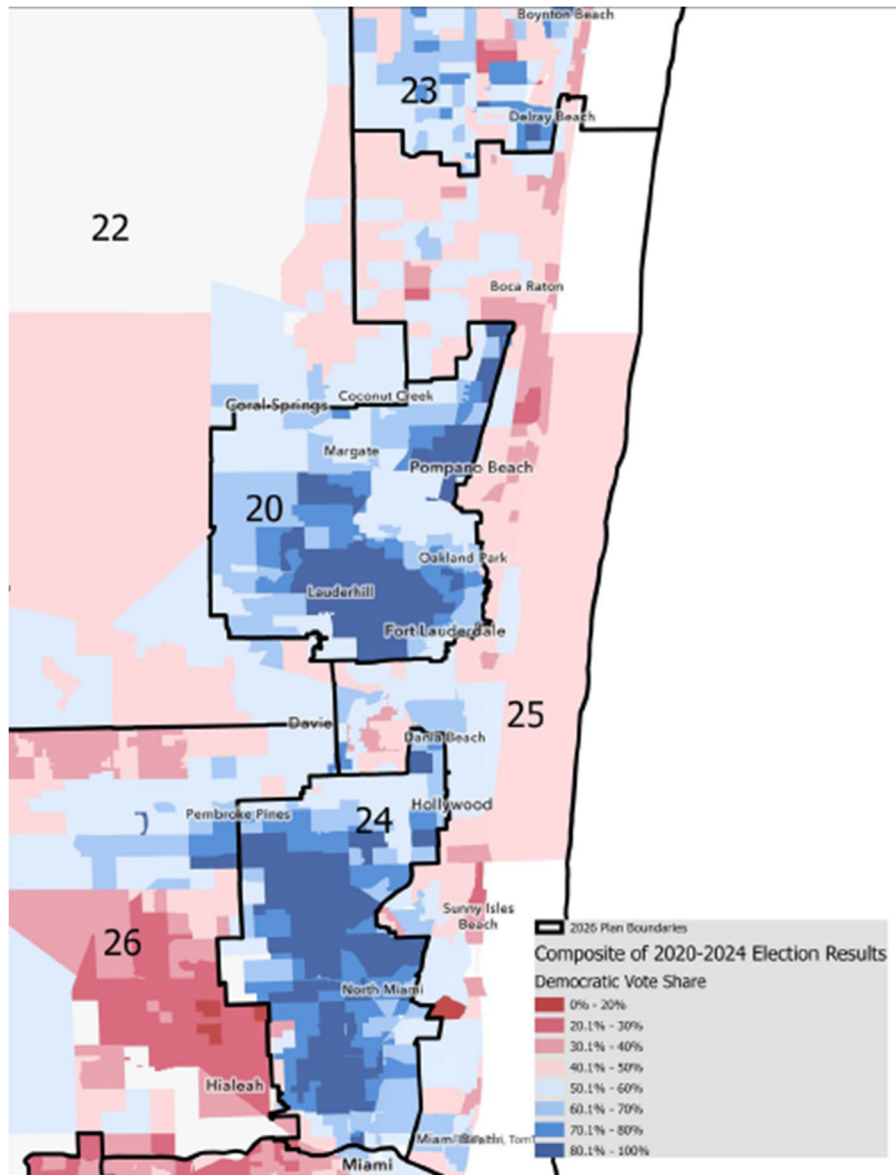 Boynton Beach
23
Delray Beach
22
Boca Raton
Coconut Creek
Coral Springs
Margate
Pompano Beach
20
Oakland Park
Lauderhill
Fort Lauderdale
25
Davie
Dania Beach
Hollywood
Pembroke Pines
24
Sunny Isles
Beach
26
North Miami
Hialeah
Miami
Miami
2026 Plan Boundaries
Composite of 2020-2024 Election Results
Democratic Vote Share
0% - 20%
20.1% - 30%
30.1% - 40%
40.1% - 50%
50.1% - 60%
60.1% - 70%
70.1% - 80%
80.1% - 100%